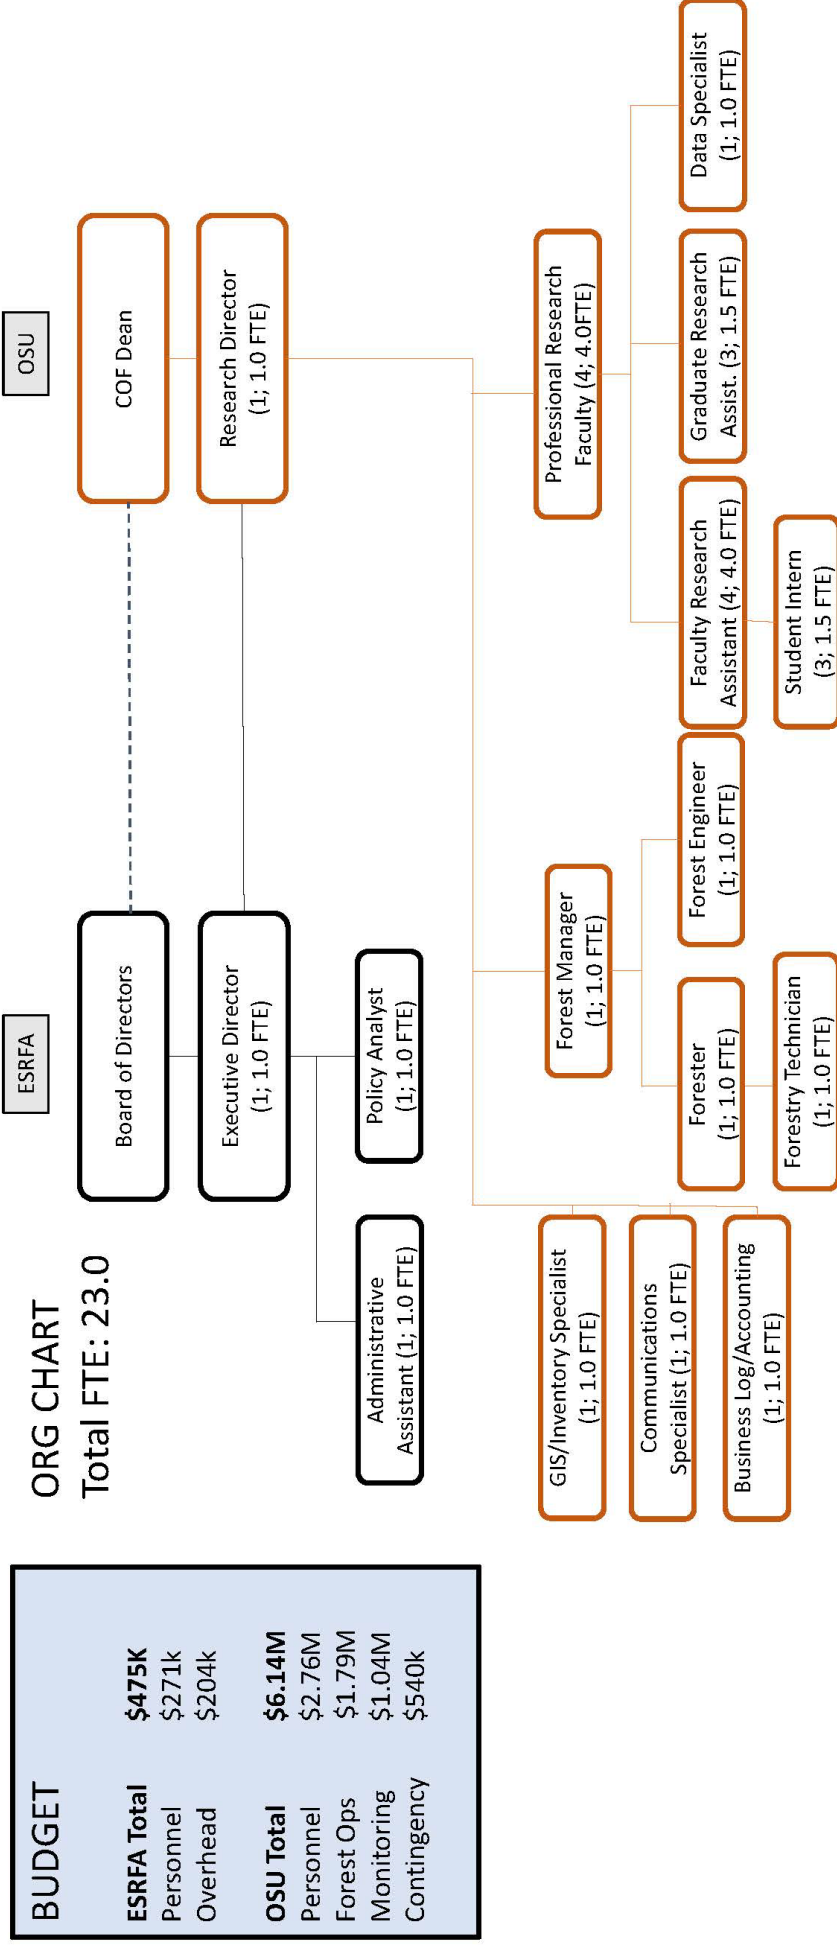 BUDGET
ESRFA Total $475K
Personnel $271k
Overhead $204k
OSU Total $6.14M
Personnel $2.76M
Forest Ops $1.79M
Monitoring $1.04M
Contingency $540k
ORG CHART
Total FTE: 23.0
ESRFA
OSU
Board of Directors
COF Dean
Executive Director
(1; 1.0 FTE)
Research Director
(1; 1.0 FTE)
Administrative
Assistant (1; 1.0 FTE)
Policy Analyst
(1; 1.0 FTE)
GIS/Inventory Specialist
(1; 1.0 FTE)
Communications
Specialist (1; 1.0 FTE)
Business Log/Accounting
(1; 1.0 FTE)
Forest Manager
(1; 1.0 FTE)
Forester
(1; 1.0 FTE)
Forest Engineer
(1; 1.0 FTE)
Forestry Technician
(1; 1.0 FTE)
Professional Research
Faculty (4; 4.0FTE)
Faculty Research
Assistant (4; 4.0 FTE)
Graduate Research
Assist. (3; 1.5 FTE)
Data Specialist
(1; 1.0 FTE)
Student Intern
(3; 1.5 FTE)